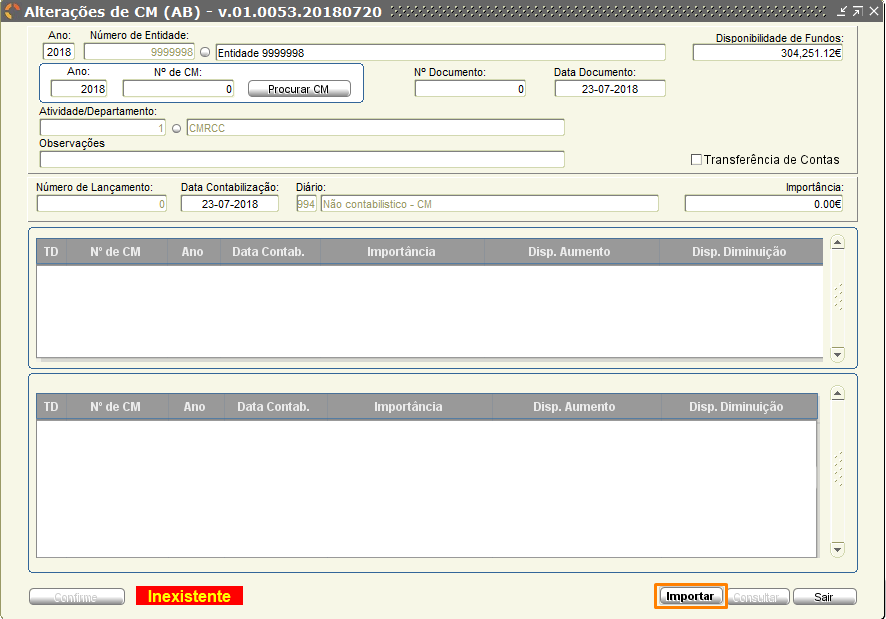 Alterações de CM (AB) - v.01.0053.20180720
Ano: Número de Entidade: Disponibilidade de Fundos:
2018 9999998 Entidade 9999998 304,251.12€
Ano: Nº de CM: Nº Documento: Data Documento:
2018 0 Procurar CM 0 23-07-2018
Atividade/Departamento:
1 CMRCC
Observações
Transferência de Contas
Número de Lançamento: Data Contabilização: Diário: Importância:
0 23-07-2018 994 Não contabilistico - CM 0.00€
TD Nº de CM Ano Data Contab. Importância Disp. Aumento Disp. Diminuição
TD Nº de CM Ano Data Contab. Importância Disp. Aumento Disp. Diminuição
Confirme Inexistente Importar Consultar Sair